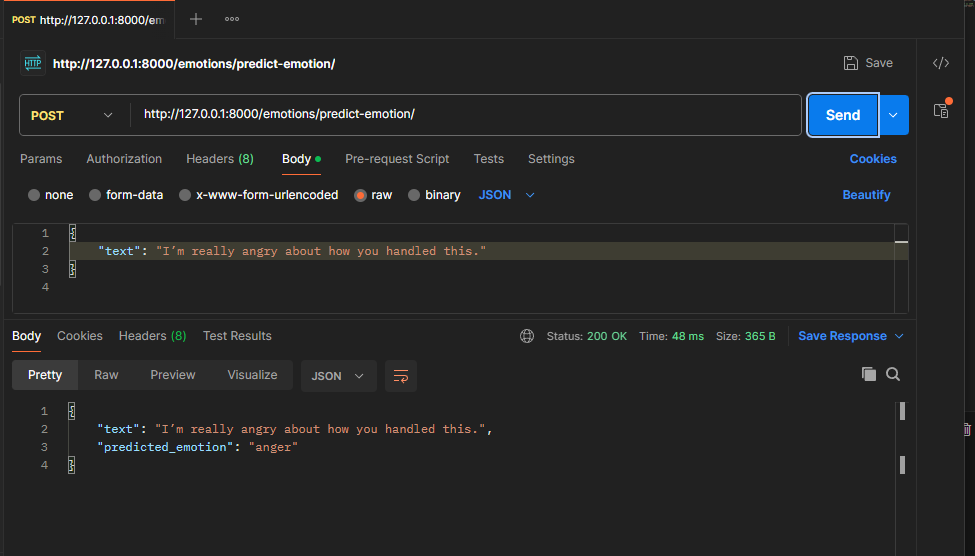 POST http://127.0.0.1:8000/em
HTTP http://127.0.0.1:8000/emotions/predict-emotion/ Save </>
POST http://127.0.0.1:8000/emotions/predict-emotion/ Send
Params Authorization Headers (8) Body Pre-request Script Tests Settings Cookies
none form-data x-www-form-urlencoded raw binary JSON Beautify
1 {
2 "text": "I’m really angry about how you handled this."
3 }
4
Body Cookies Headers (8) Test Results Status: 200 OK Time: 48 ms Size: 365 B Save Response
Pretty Raw Preview Visualize JSON
1 {
2 "text": "I’m really angry about how you handled this.",
3 "predicted_emotion": "anger"
4 }